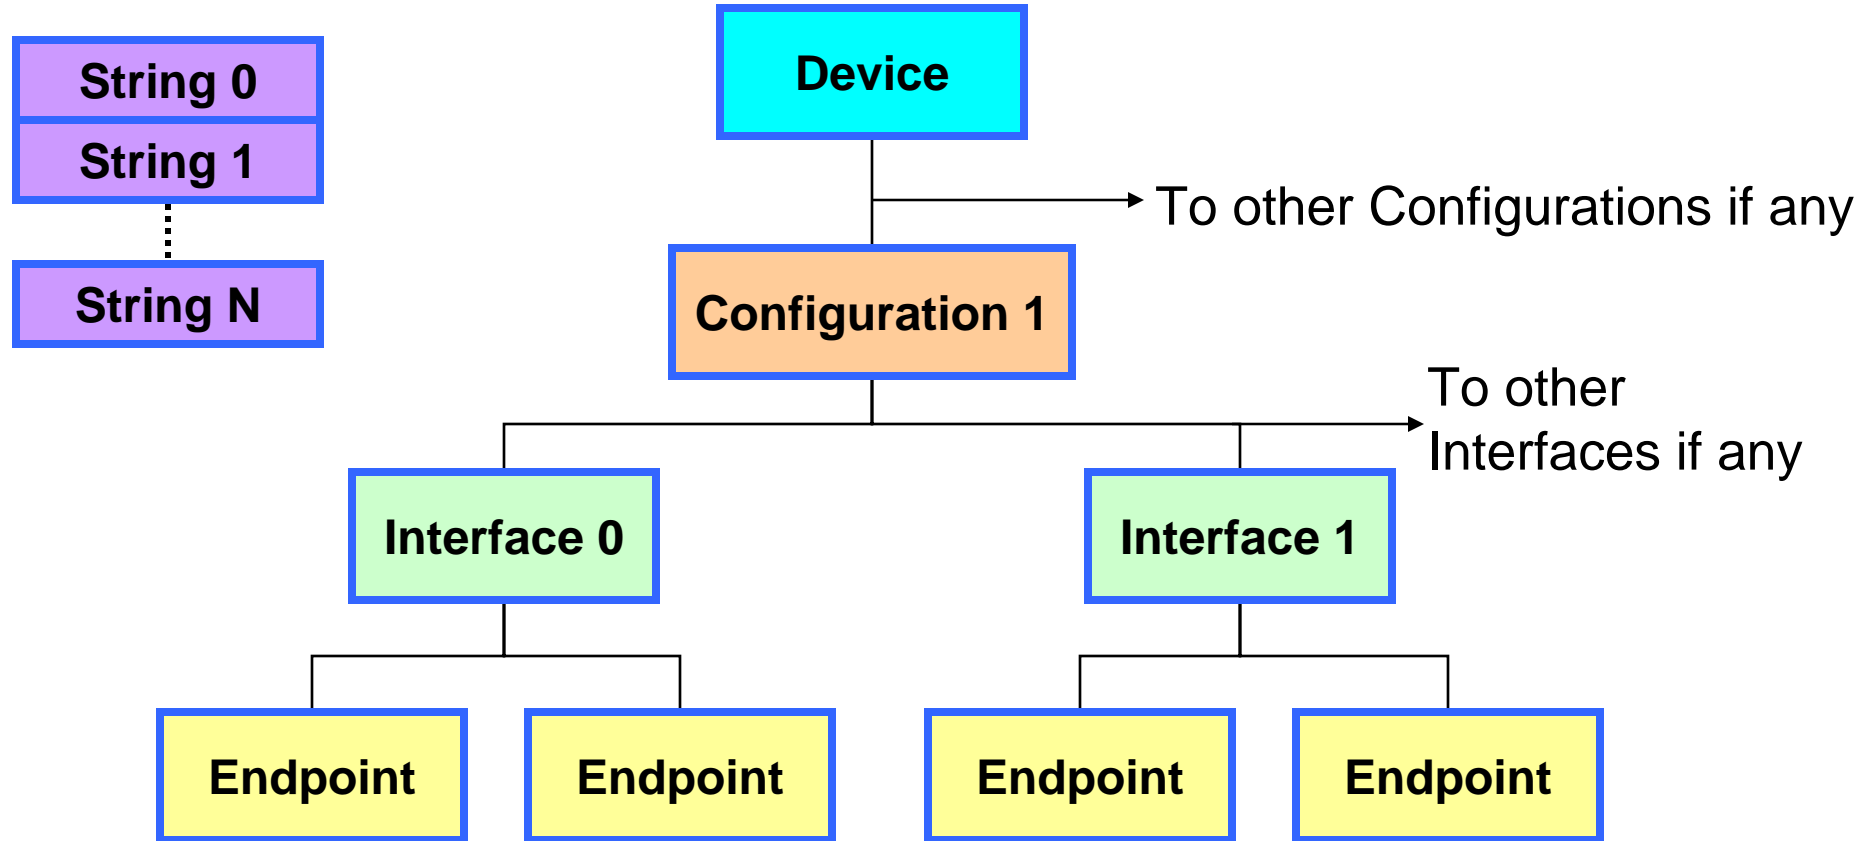 String 0
String 1
String N
Device
To other Configurations if any
Configuration 1
To other
Interfaces if any
Interface 0
Interface 1
Endpoint
Endpoint
Endpoint
Endpoint